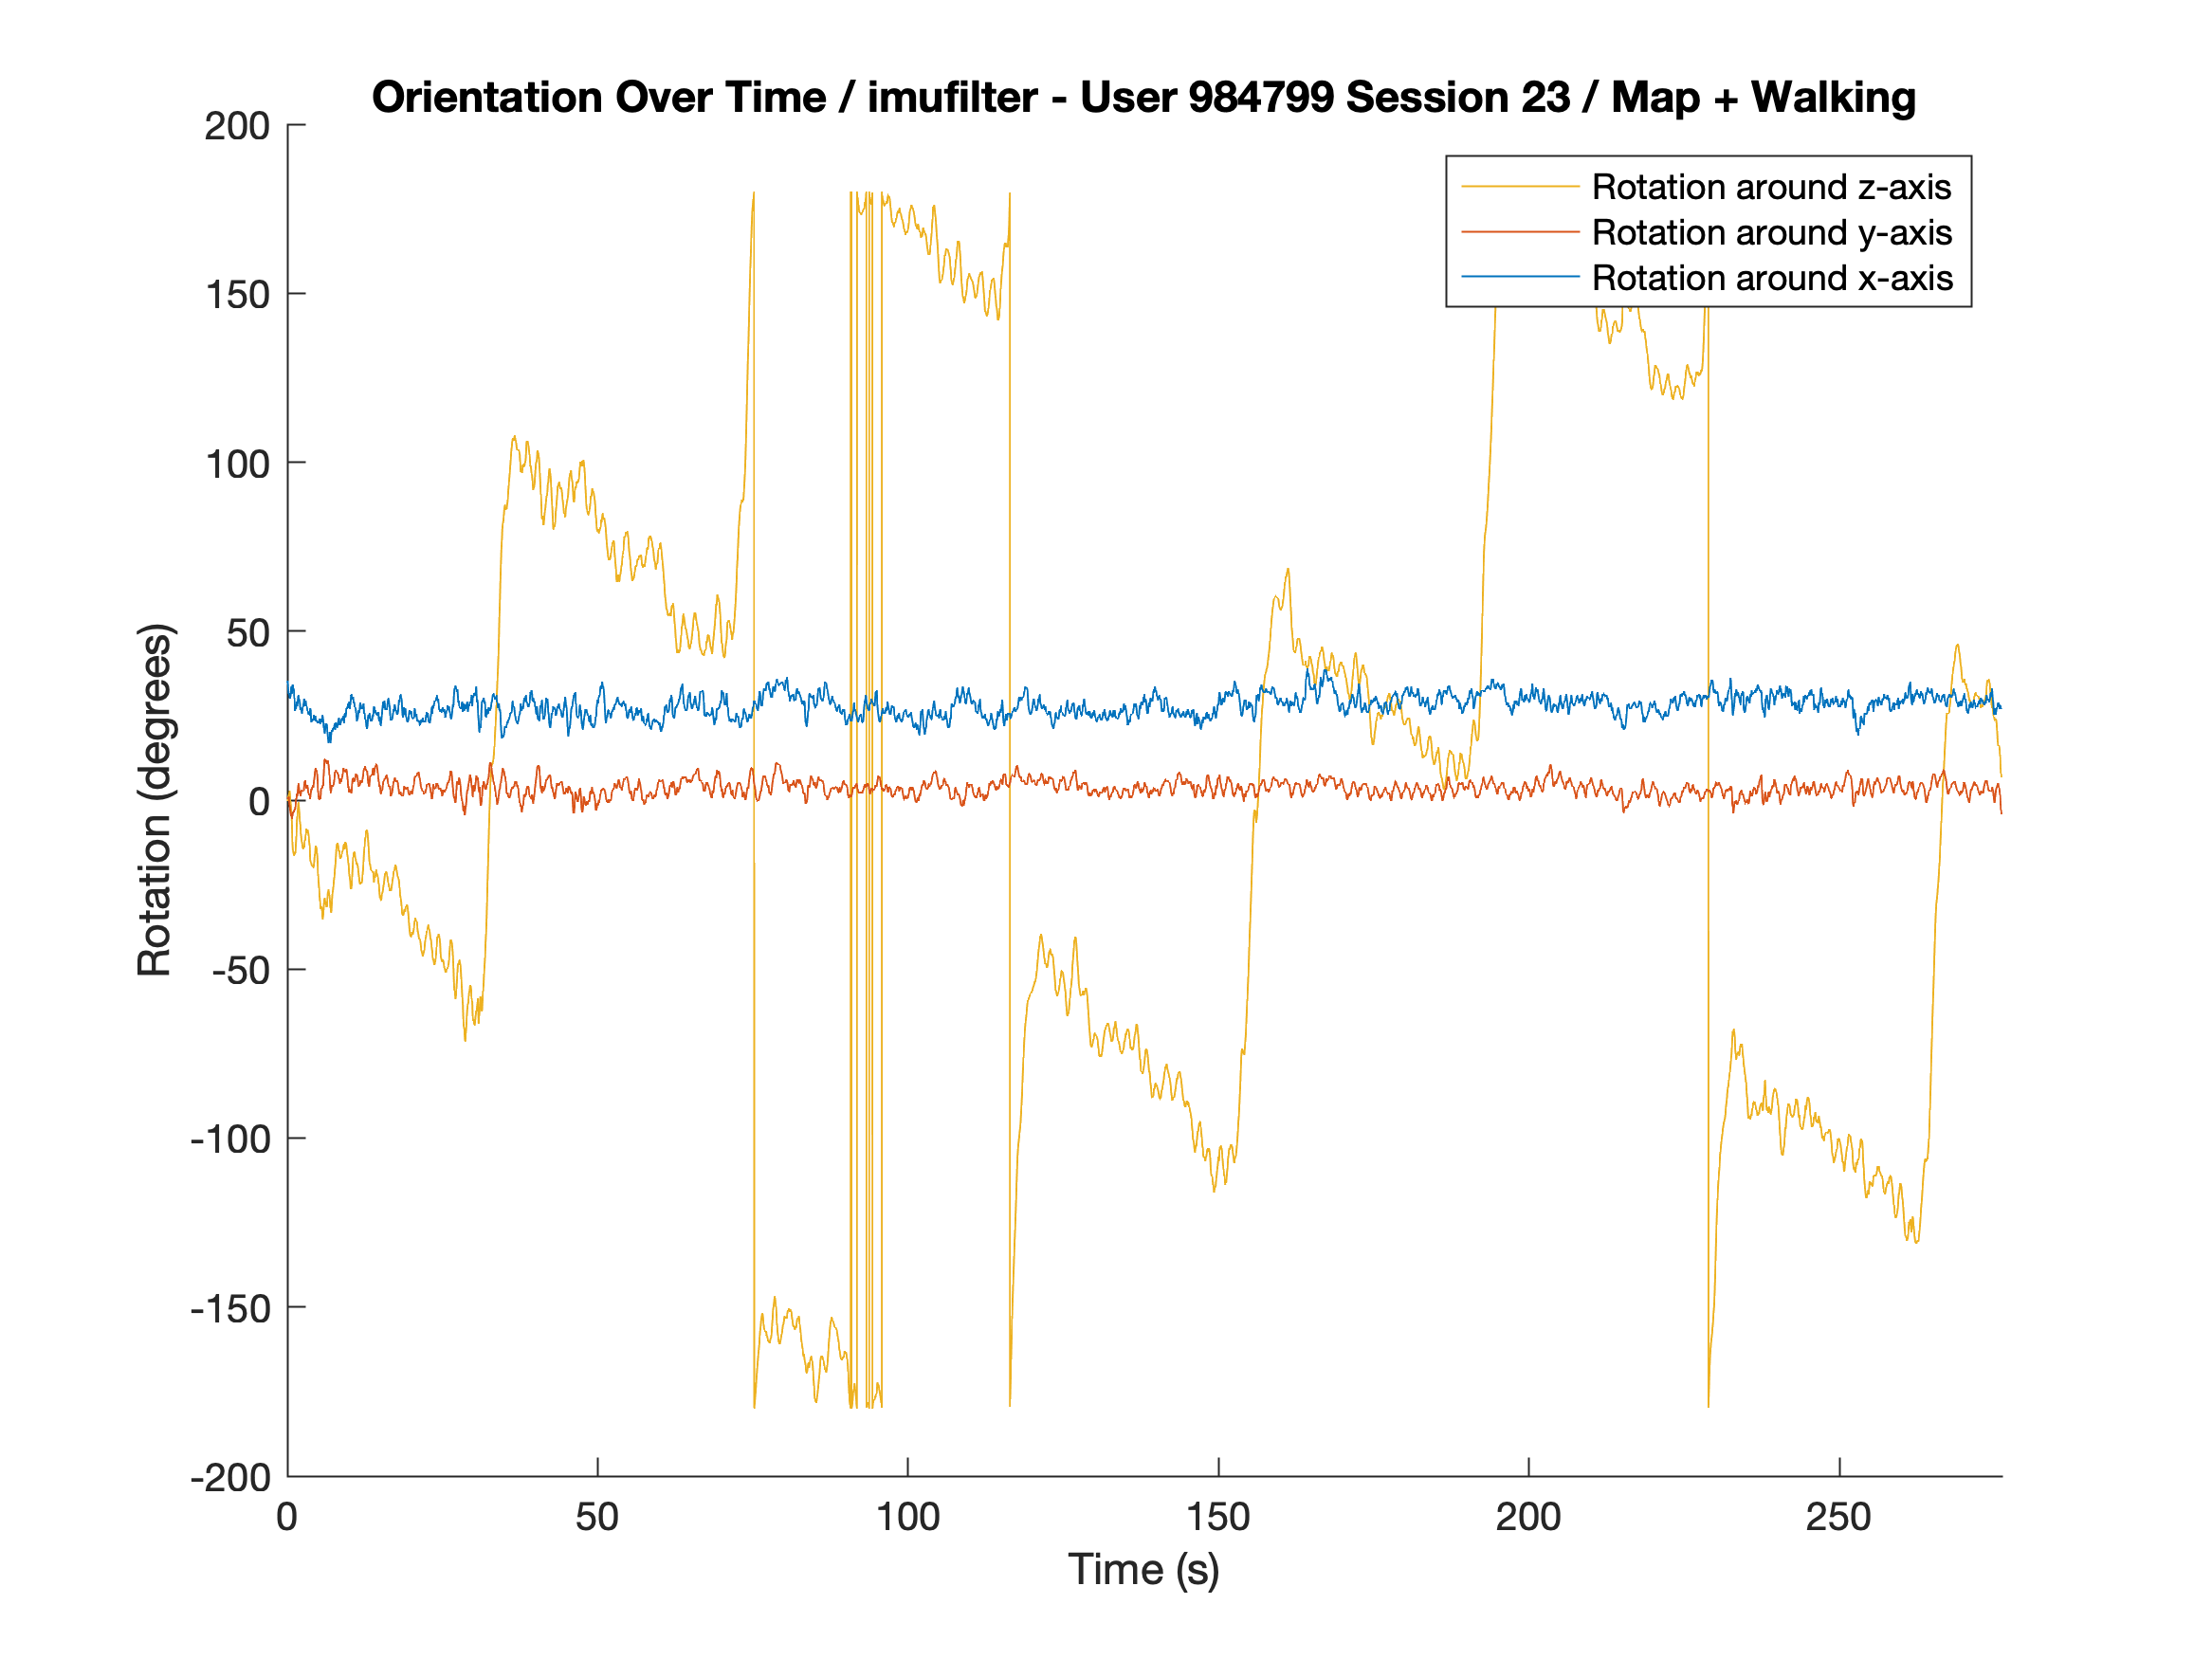 Orientation Over Time / imufilter - User 984799 Session 23 / Map + Walking
200
150
100
50
0
-50
-100
-150
-200
Rotation (degrees)
Rotation around z-axis
Rotation around y-axis
Rotation around x-axis
0 50 100 150 200 250
Time (s)